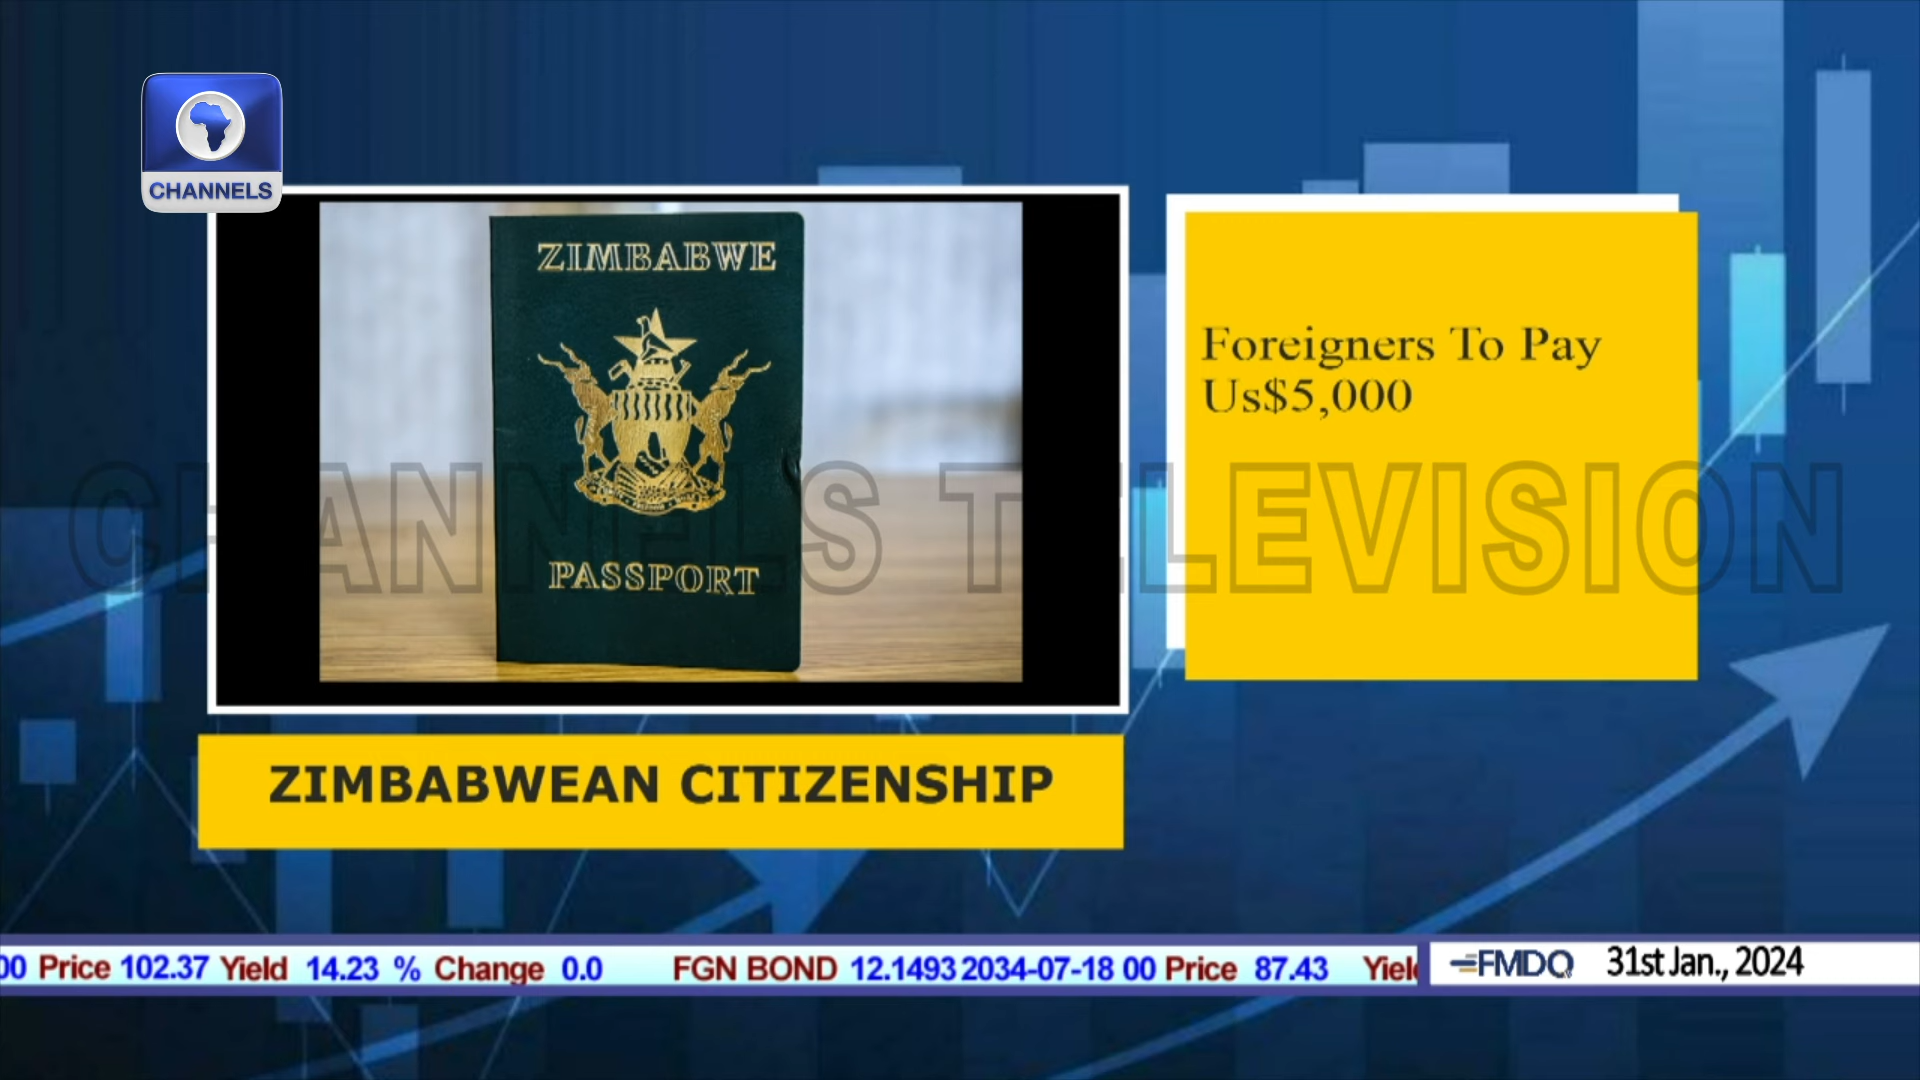 CHANNELS
ZIMBABWE
PASSPORT
Foreigners To Pay
Us$5,000
CHANNELS TELEVISION
ZIMBABWEAN CITIZENSHIP
00 Price 102.37 Yield 14.23 % Change 0.0 FGN BOND 12.1493 2034-07-18 00 Price 87.43 Yiel
FMDQ 31st Jan., 2024